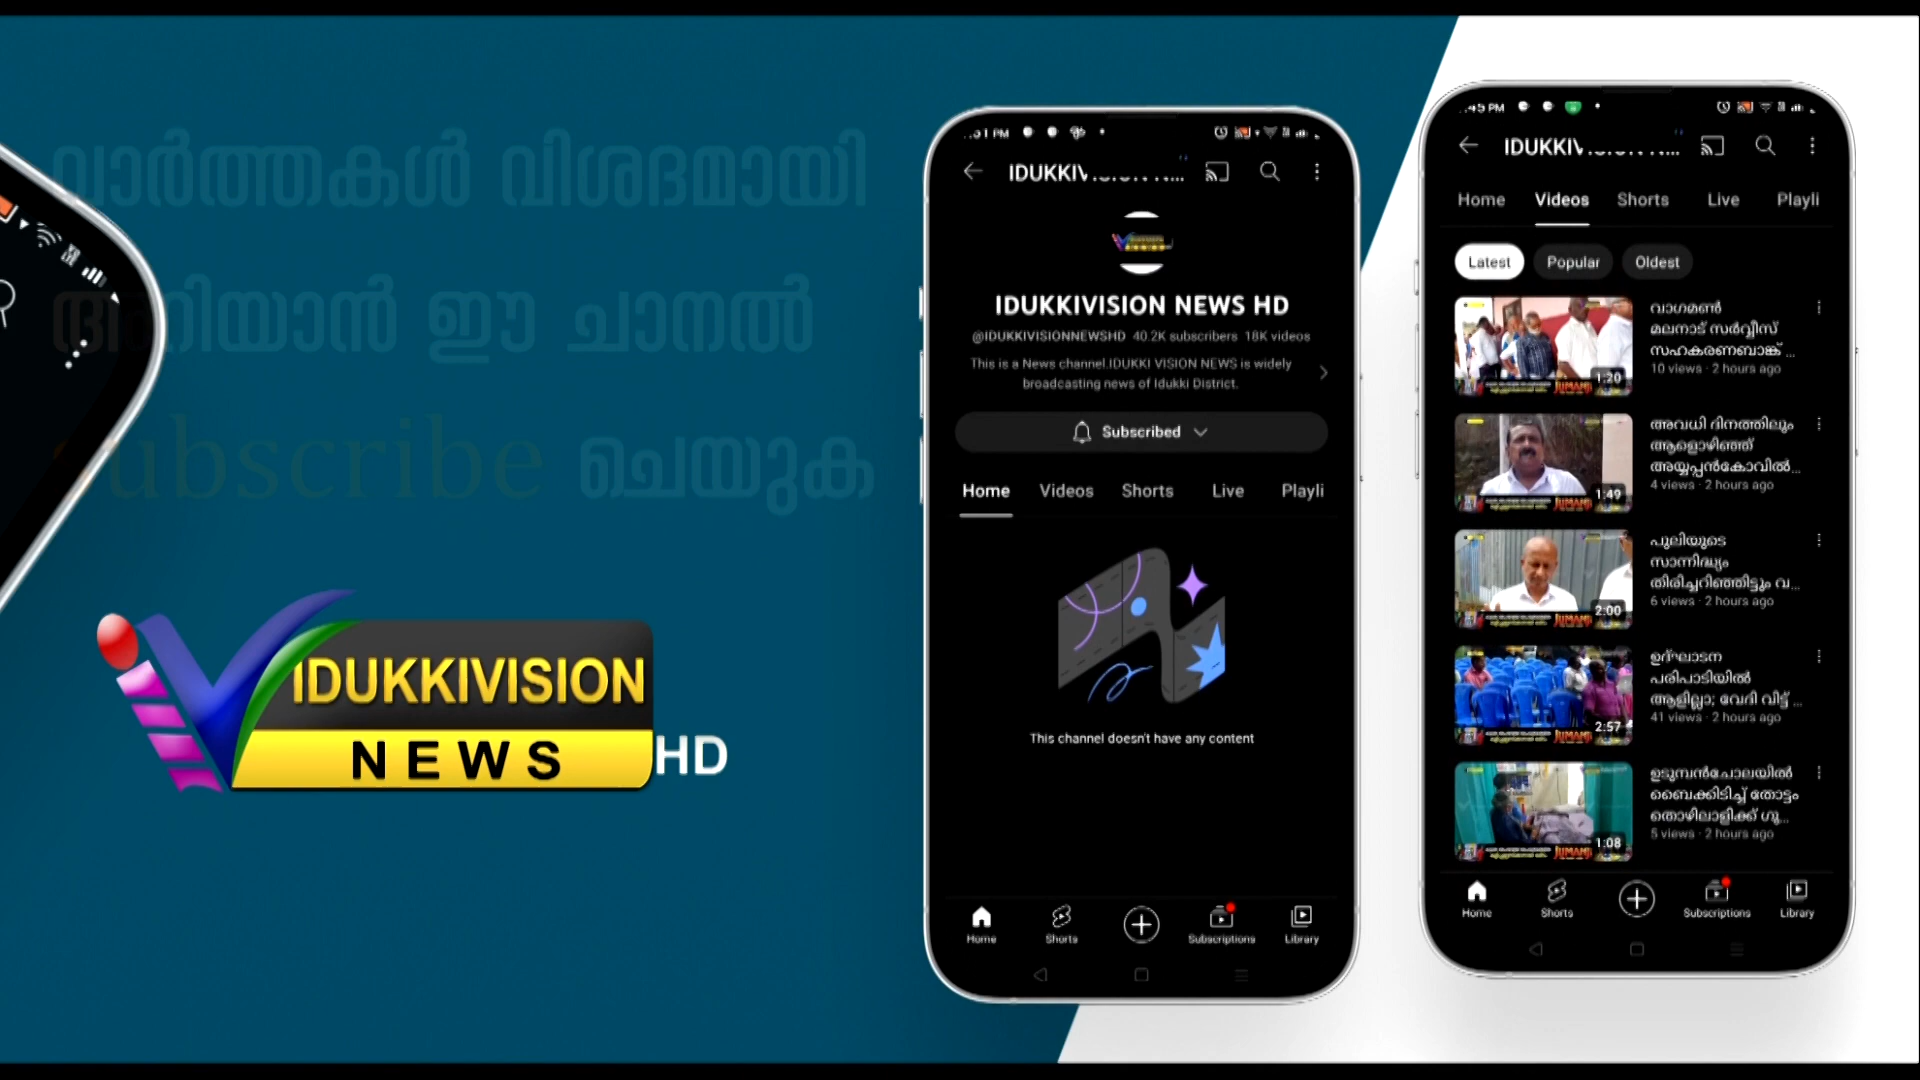 വാർത്തകൾ വിശദമായി
അറിയാൻ ഈ ചാനൽ
Subscribe ചെയുക
IDUKKIVISION
NEWS HD
IDUKKIVISION NEWS HD
@IDUKKIVISIONNEWSHD 40.2K subscribers 18K videos
This is a News channel.IDUKKI VISION NEWS is widely
broadcasting news of Idukki District.
Subscribed
Home Videos Shorts Live Playli
This channel doesn't have any content
Home Shorts Subscriptions Library
Home Videos Shorts Live Playli
Latest Popular Oldest
വാഗമൺ
മലനാട് സർവ്വീസ്
സഹകരണബാങ്ക് ...
10 views · 2 hours ago
1:20
അവധി ദിനത്തിലും
ആളൊഴിഞ്ഞ്
അയ്യപ്പൻകോവിൽ...
4 views · 2 hours ago
1:49
പുലിയുടെ
സാന്നിദ്ധ്യം
തിരിച്ചറിഞ്ഞിട്ടും വ...
6 views · 2 hours ago
2:00
ഉദ്ഘാടന
പരിപാടിയിൽ
ആളില്ലാ; വേദി വിട്ട് ...
41 views · 2 hours ago
2:57
ഉടുമ്പൻചോലയിൽ
ബൈക്കിടിച്ച് തോട്ടം
തൊഴിലാളിക്ക് ഗു...
5 views · 2 hours ago
1:08
Home Shorts Subscriptions Library